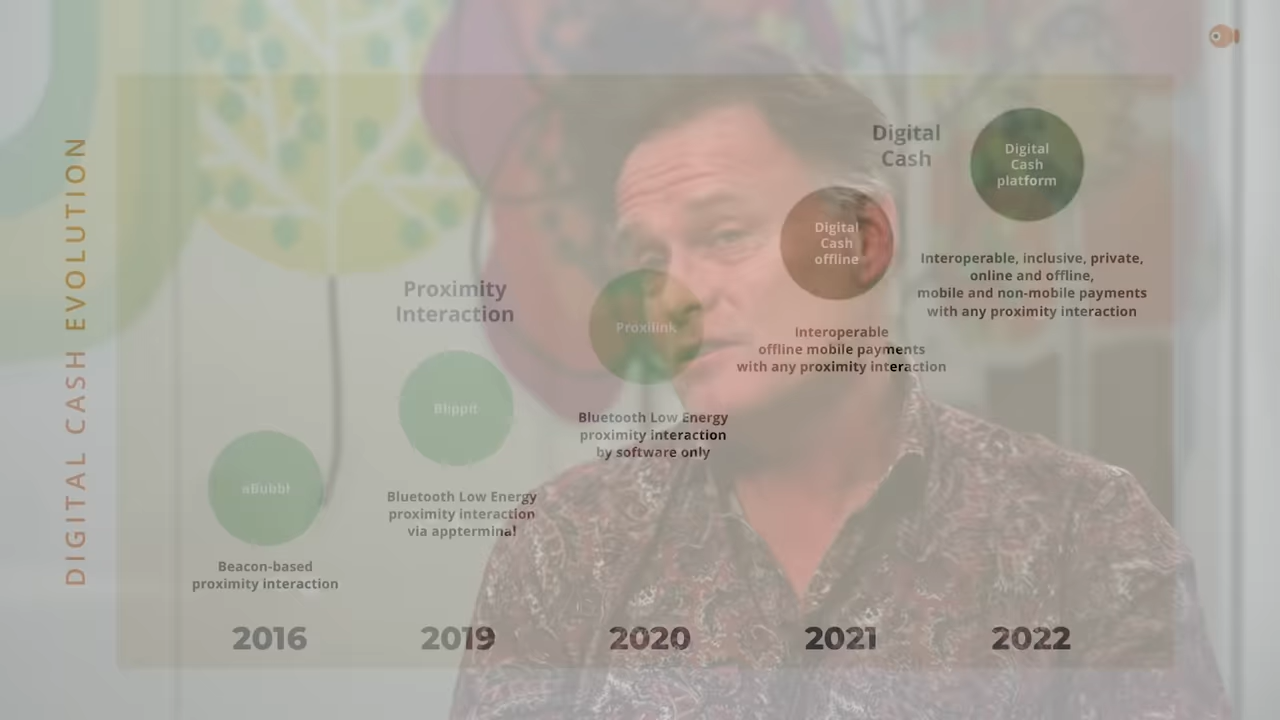 DIGITAL CASH EVOLUTION
Digital
Cash
Digital
Cash
platform
Interoperable, inclusive, private,
online and offline,
mobile and non-mobile payments
with any proximity interaction
Digital
Cash
offline
Interoperable
offline mobile payments
with any proximity interaction
Proximity
Interaction
Proxilink
Bluetooth Low Energy
proximity interaction
by software only
Blippit
Bluetooth Low Energy
proximity interaction
via appterminal
aBubbl
Beacon-based
proximity interaction
2016
2019
2020
2021
2022